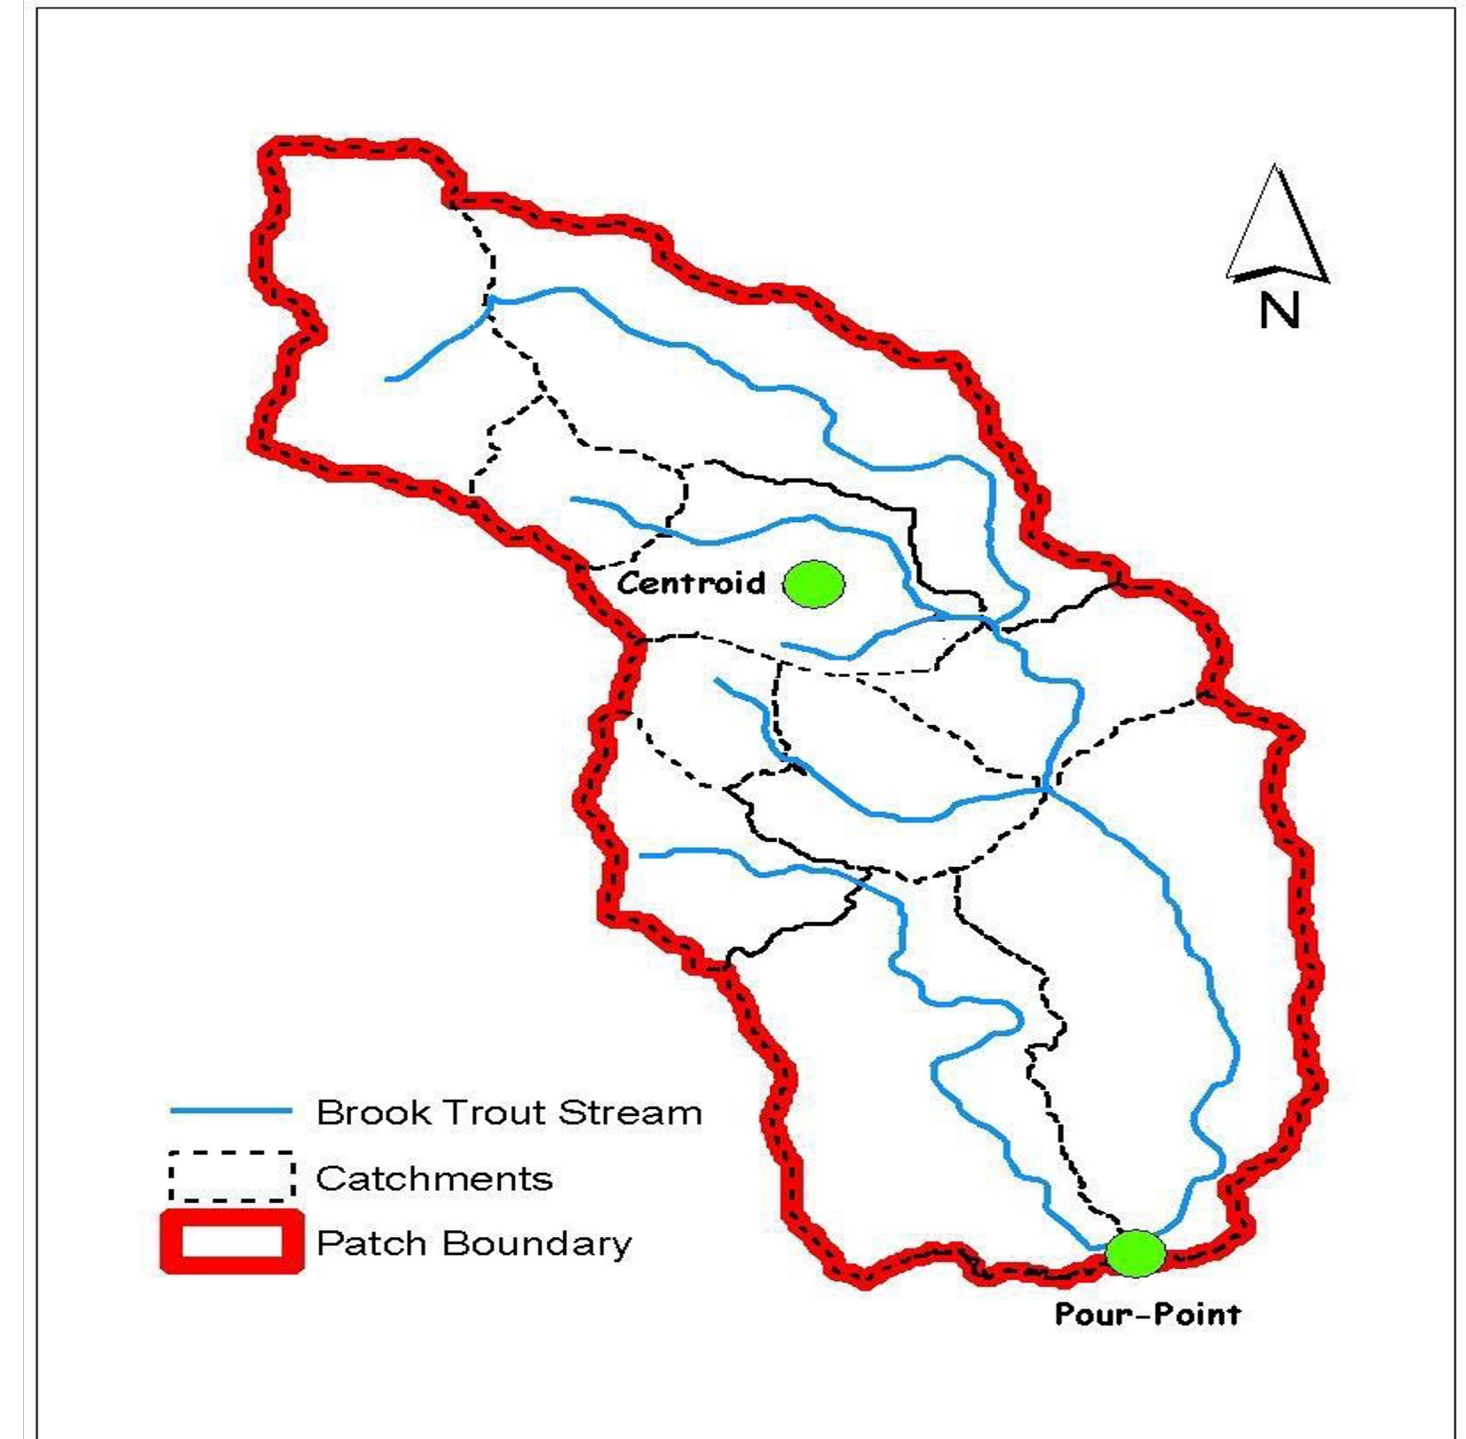 N
Centroid
Brook Trout Stream
Catchments
Patch Boundary
Pour-Point